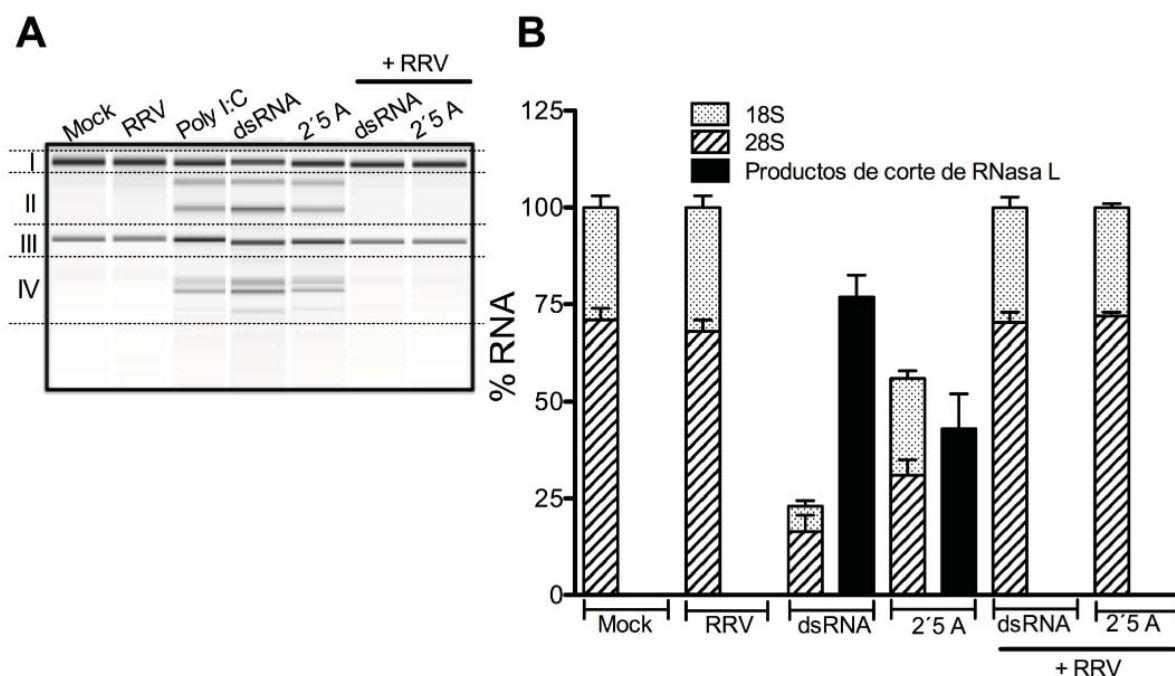 A
+ RRV
Mock RRV Poly I:C dsRNA 2´5 A dsRNA 2´5 A
I
II
III
IV
B
18S
28S
Productos de corte de RNasa L
% RNA
125
100
75
50
25
0
Mock RRV dsRNA 2´5 A dsRNA 2´5 A
+ RRV